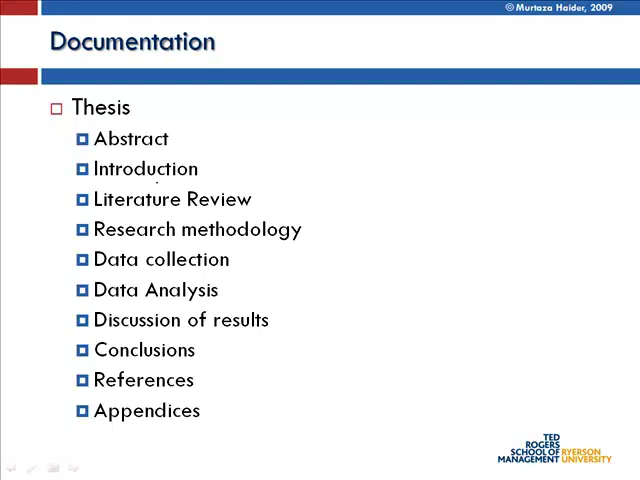 © Murtaza Haider, 2009
Documentation
Thesis
Abstract
Introduction
Literature Review
Research methodology
Data collection
Data Analysis
Discussion of results
Conclusions
References
Appendices
TED
ROGERS
SCHOOL OF RYERSON
MANAGEMENT UNIVERSITY